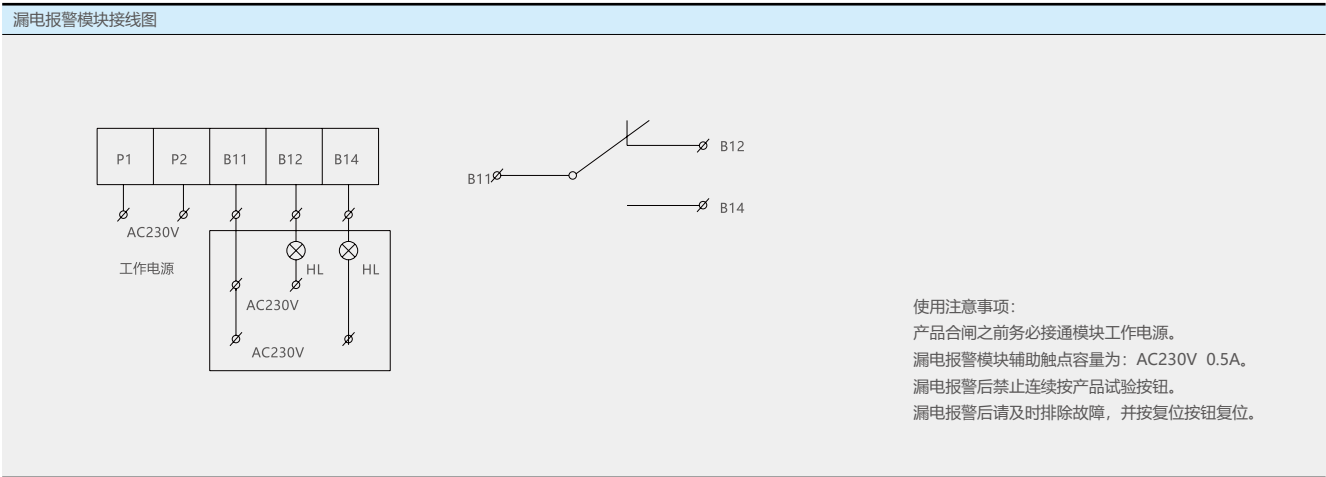 漏电报警模块接线图
P1 P2 B11 B12 B14
AC230V
工作电源
HL HL
AC230V
AC230V
B11
B12
B14
使用注意事项：
产品合闸之前务必接通模块工作电源。
漏电报警模块辅助触点容量为：AC230V 0.5A。
漏电报警后禁止连续按产品试验按钮。
漏电报警后请及时排除故障，并按复位按钮复位。